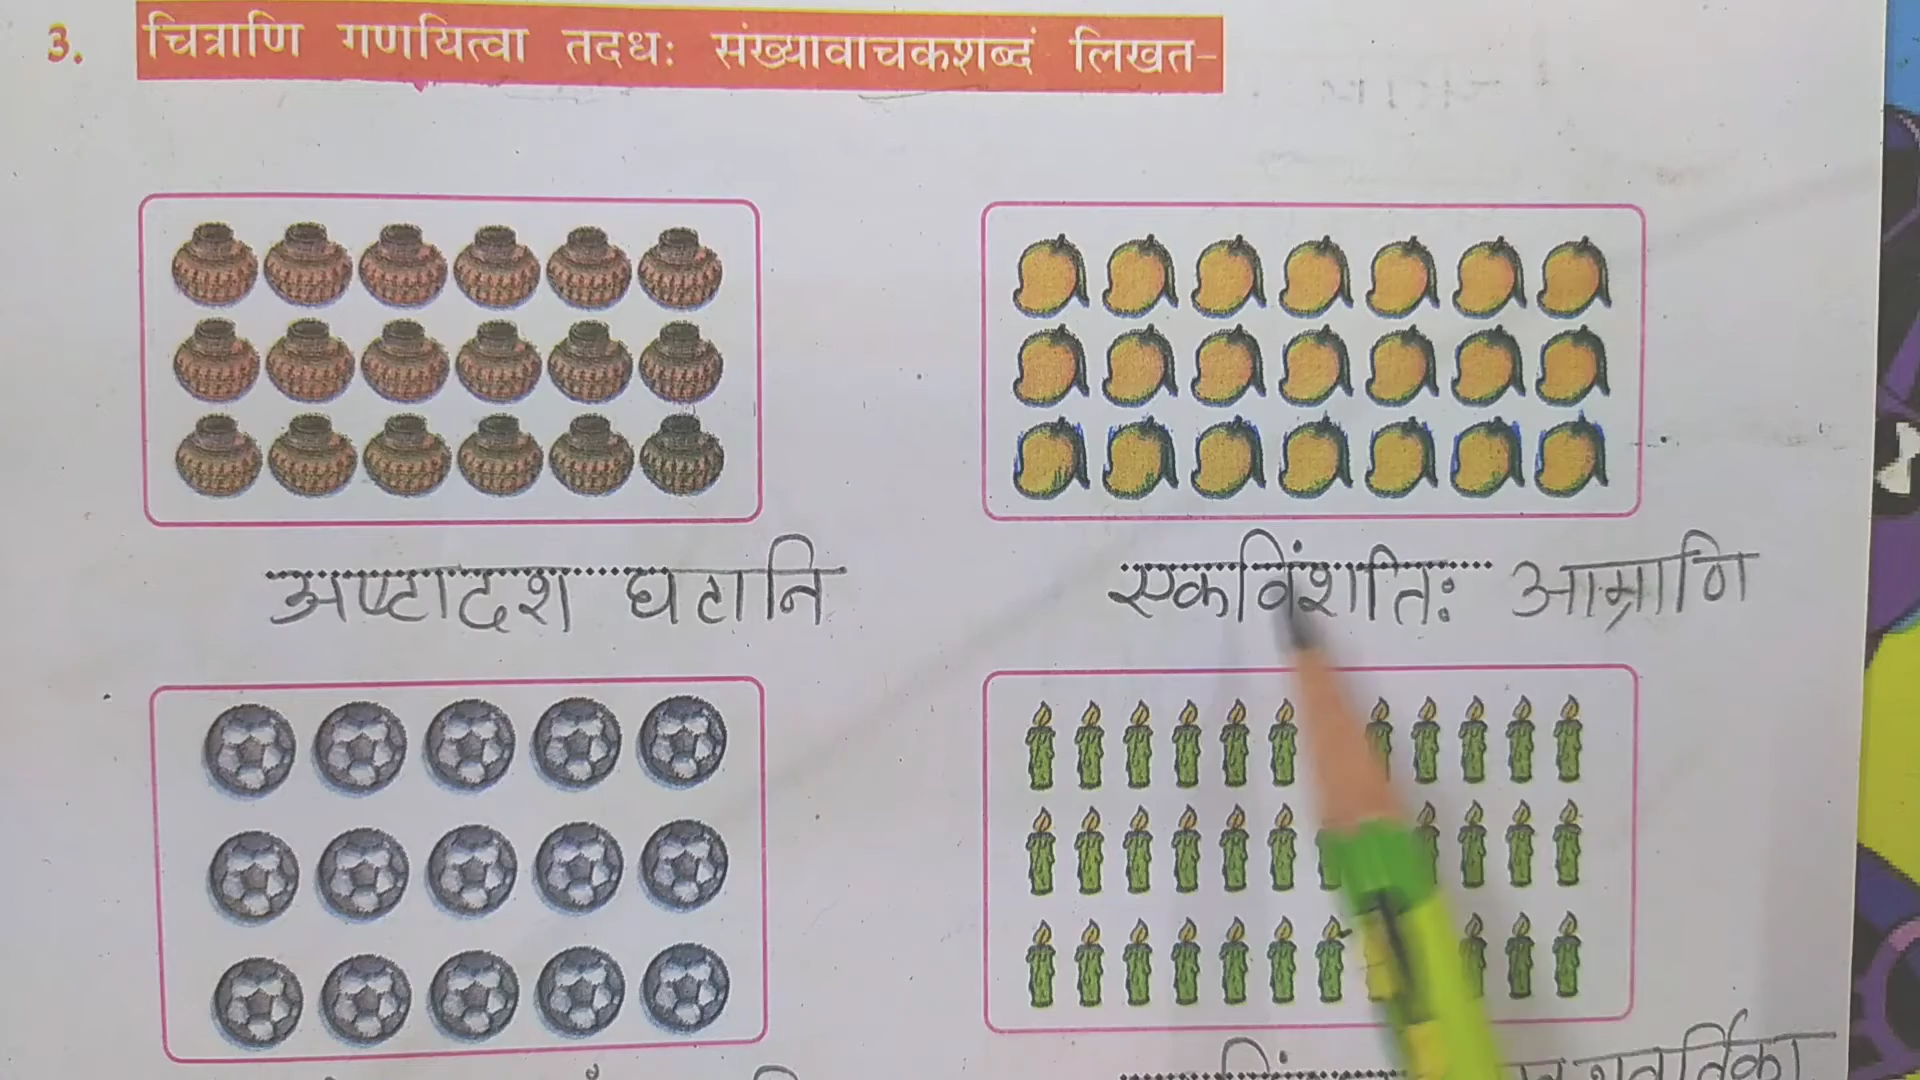 3. चित्राणि गणयित्वा तदधः संख्यावाचकशब्दं लिखत-
अष्टादश घटानि
एकविंशतिः आम्राणि